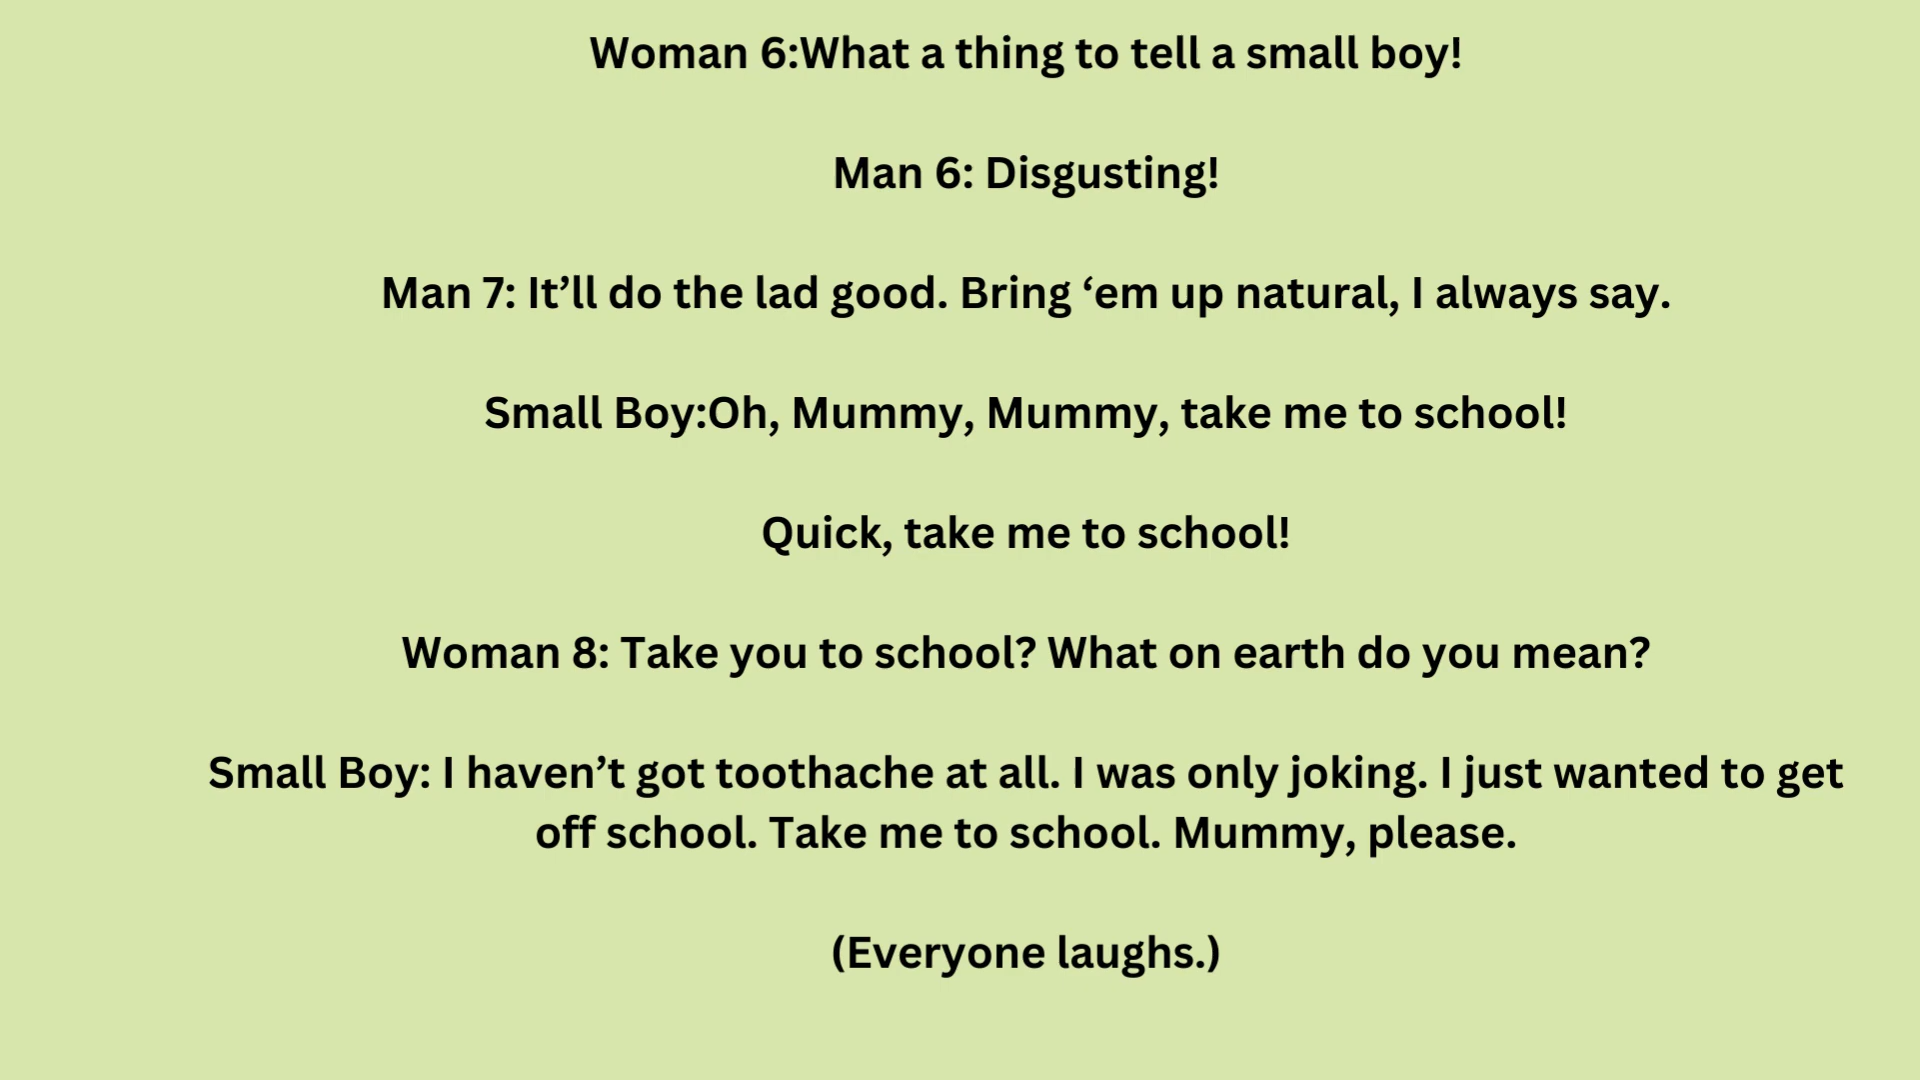 Woman 6:What a thing to tell a small boy!
Man 6: Disgusting!
Man 7: It’ll do the lad good. Bring ‘em up natural, I always say.
Small Boy:Oh, Mummy, Mummy, take me to school!
Quick, take me to school!
Woman 8: Take you to school? What on earth do you mean?
Small Boy: I haven’t got toothache at all. I was only joking. I just wanted to get
off school. Take me to school. Mummy, please.
(Everyone laughs.)